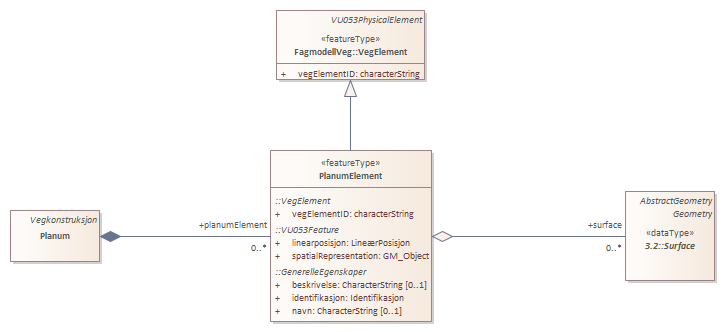 VU053PhysicalElement
«featureType»
FagmodellVeg::VegElement
+ vegElementID: characterString
«featureType»
PlanumElement
::VegElement
+ vegElementID: characterString
::VU053Feature
+ linearposisjon: LineærPosisjon
+ spatialRepresentation: GM_Object
::GenerelleEgenskaper
+ beskrivelse: CharacterString [0..1]
+ identifikasjon: Identifikasjon
+ navn: CharacterString [0..1]
Vegkonstruksjon
Planum
+planumElement
0..*
+surface
0..*
AbstractGeometry
Geometry
«dataType»
3.2::Surface